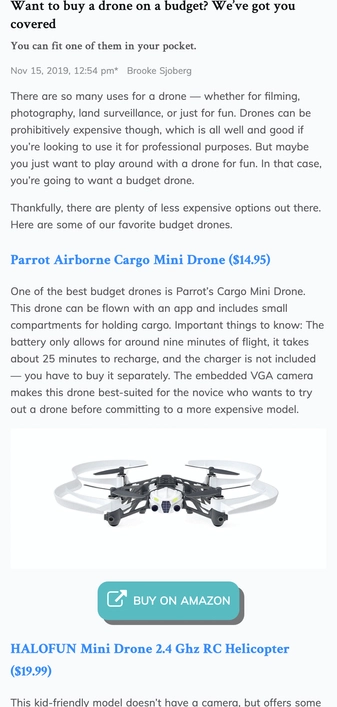 Want to buy a drone on a budget? We've got you
covered
You can fit one of them in your pocket.
Nov 15, 2019, 12:54 pm* Brooke Sjoberg
There are so many uses for a drone — whether for filming,
photography, land surveillance, or just for fun. Drones can be
prohibitively expensive though, which is all well and good if
you're looking to use it for professional purposes. But maybe
you just want to play around with a drone for fun. In that case,
you're going to want a budget drone.
Thankfully, there are plenty of less expensive options out there.
Here are some of our favorite budget drones.
Parrot Airborne Cargo Mini Drone ($14.95)
One of the best budget drones is Parrot's Cargo Mini Drone.
This drone can be flown with an app and includes small
compartments for holding cargo. Important things to know: The
battery only allows for around nine minutes of flight, it takes
about 25 minutes to recharge, and the charger is not included
— you have to buy it separately. The embedded VGA camera
makes this drone best-suited for the novice who wants to try
out a drone before committing to a more expensive model.
BUY ON AMAZON
HALOFUN Mini Drone 2.4 Ghz RC Helicopter
($19.99)
This kid-friendly model doesn't have a camera, but offers some